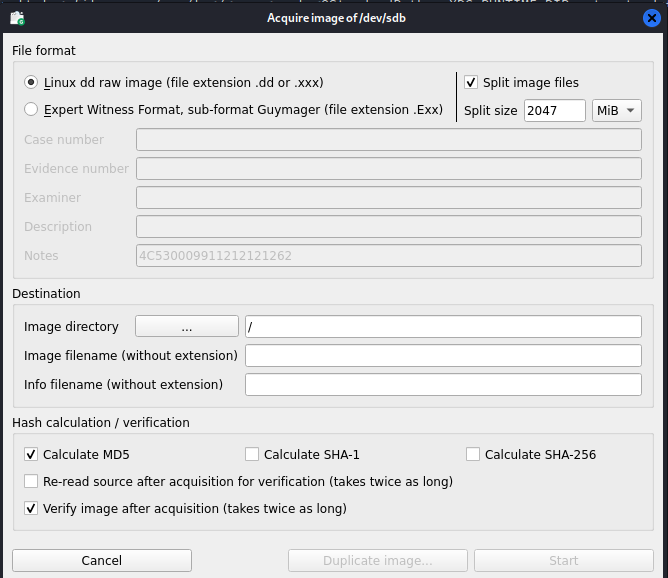 Acquire image of /dev/sdb
File format
Linux dd raw image (file extension .dd or .xxx)
Split image files
Expert Witness Format, sub-format Guymager (file extension .Exx)
Split size 2047 MiB
Case number
Evidence number
Examiner
Description
Notes 4C530009911212121262
Destination
Image directory ... /
Image filename (without extension)
Info filename (without extension)
Hash calculation / verification
Calculate MD5 Calculate SHA-1 Calculate SHA-256
Re-read source after acquisition for verification (takes twice as long)
Verify image after acquisition (takes twice as long)
Cancel Duplicate image... Start